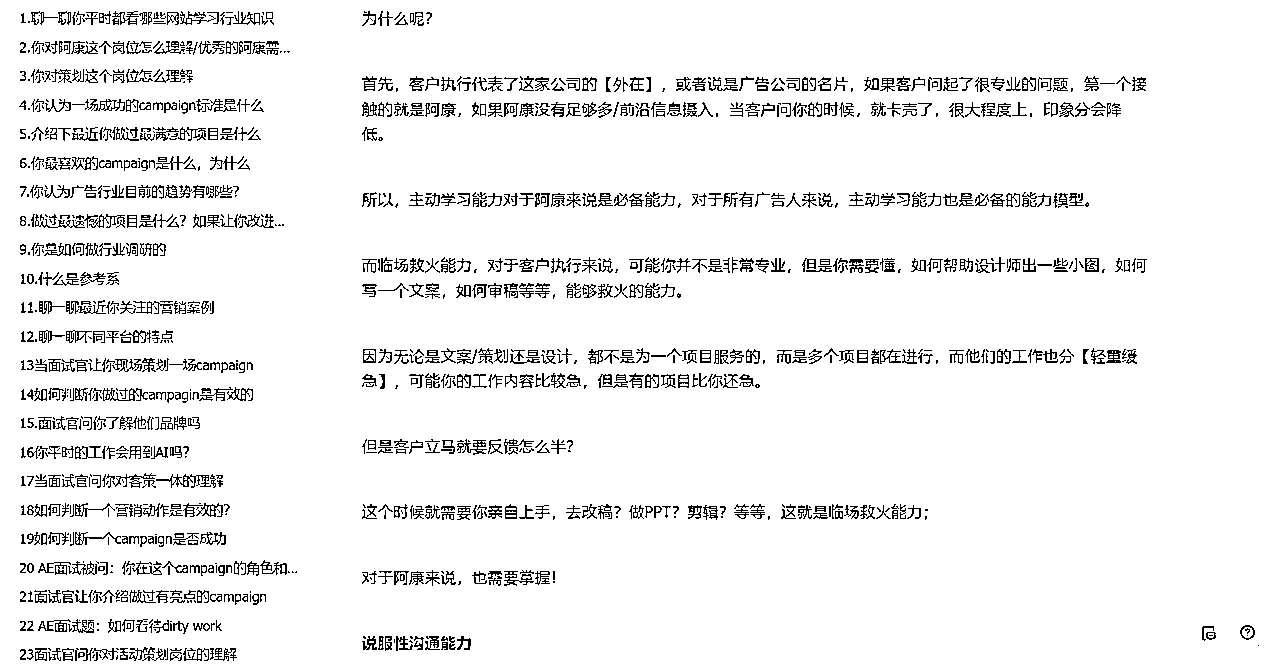 1.聊一聊你平时都看哪些网站学习行业知识
2.你对阿康这个岗位怎么理解/优秀的阿康需...
3.你对策划这个岗位怎么理解
4.你认为一场成功的campaign标准是什么
5.介绍下最近你做过最满意的项目是什么
6.你最喜欢的campaign是什么，为什么
7.你认为广告行业目前的趋势有哪些?
8.做过最遗憾的项目是什么？如果让你改进...
9.你是如何做行业调研的
10.什么是参考系
11.聊一聊最近你关注的营销案例
12.聊一聊不同平台的特点
13当面试官让你现场策划一场campaign
14如何判断你做过的campagin是有效的
15.面试官问你了解他们品牌吗
16你平时的工作会用到AI吗?
17当面试官问你对客策一体的理解
18如何判断一个营销动作是有效的?
19如何判断一个campaign是否成功
20 AE面试被问：你在这个campaign的角色和...
21面试官让你介绍做过有亮点的campaign
22 AE面试题：如何看待dirty work
23面试官问你对活动策划岗位的理解
为什么呢？
首先，客户执行代表了这家公司的【外在】，或者说是广告公司的名片，如果客户问起了很专业的问题，第一个接
触的就是阿康，如果阿康没有足够多/前沿信息摄入，当客户问你的时候，就卡壳了，很大程度上，印象分会降
低。
所以，主动学习能力对于阿康来说是必备能力，对于所有广告人来说，主动学习能力也是必备的能力模型。
而临场救火能力，对于客户执行来说，可能你并不是非常专业，但是你需要懂，如何帮助设计师出一些小图，如何
写一个文案，如何审稿等等，能够救火的能力。
因为无论是文案/策划还是设计，都不是为一个项目服务的，而是多个项目都在进行，而他们的工作也分【轻重缓
急】，可能你的工作内容比较急，但是有的项目比你还急。
但是客户立马就要反馈怎么半？
这个时候就需要你亲自上手，去改稿？做PPT？剪辑？等等，这就是临场救火能力；
对于阿康来说，也需要掌握！
说服性沟通能力